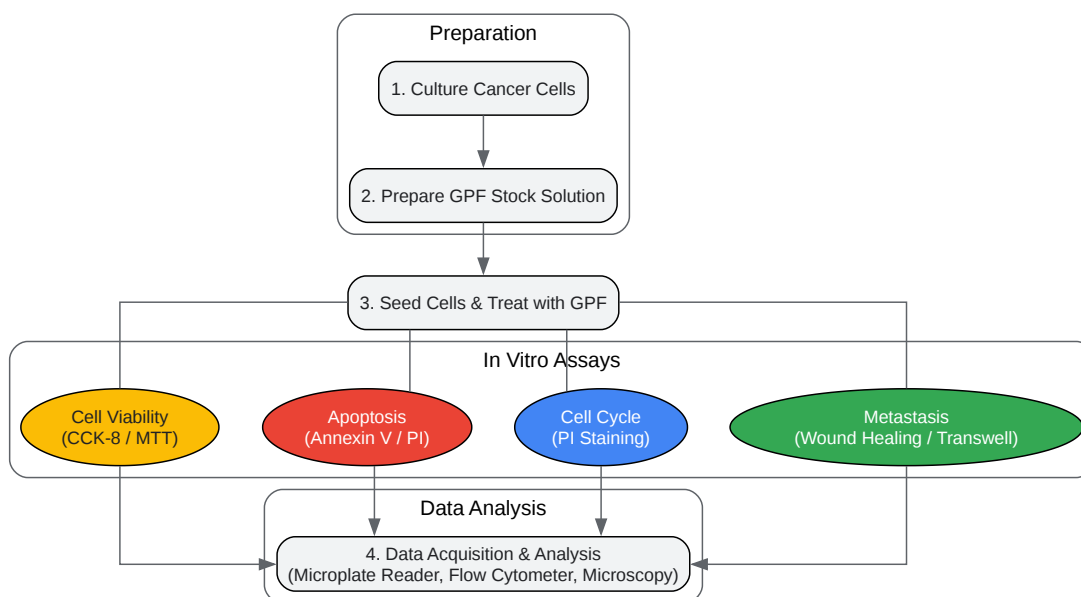 Preparation
1. Culture Cancer Cells
2. Prepare GPF Stock Solution
3. Seed Cells & Treat with GPF
In Vitro Assays
Cell Viability
(CCK-8 / MTT)
Apoptosis
(Annexin V / PI)
Cell Cycle
(PI Staining)
Metastasis
(Wound Healing / Transwell)
Data Analysis
4. Data Acquisition & Analysis
(Microplate Reader, Flow Cytometer, Microscopy)